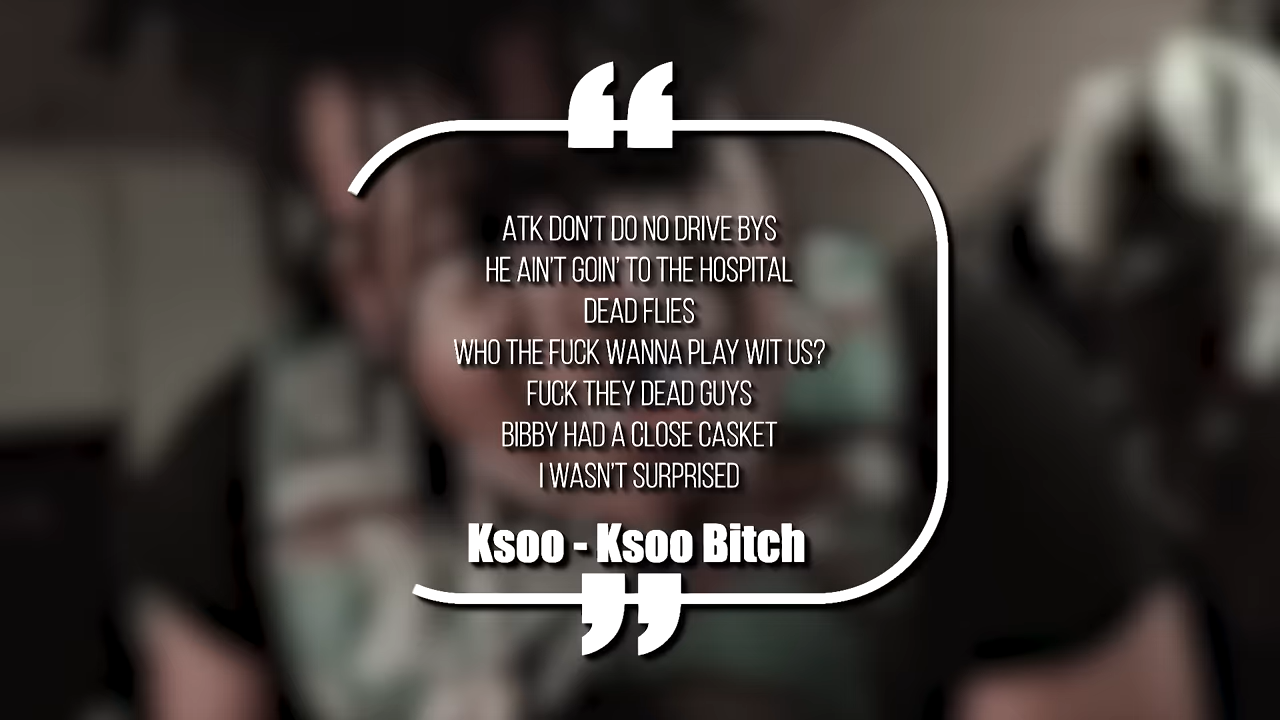 “
ATK DON'T DO NO DRIVE BYS
HE AIN'T GOIN' TO THE HOSPITAL
DEAD FLIES
WHO THE FUCK WANNA PLAY WIT US?
FUCK THEY DEAD GUYS
BIBBY HAD A CLOSE CASKET
I WASN'T SURPRISED
Ksoo - Ksoo Bitch
”